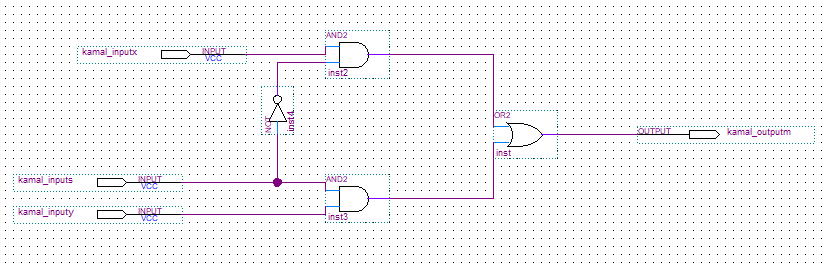 AND2
kamal_inputx INPUT
VCC
inst2
NOT inst4
OR2
OUTPUT kamal_outputm
inst
kamal_inputs INPUT
VCC
AND2
kamal_inputy INPUT
VCC
inst3